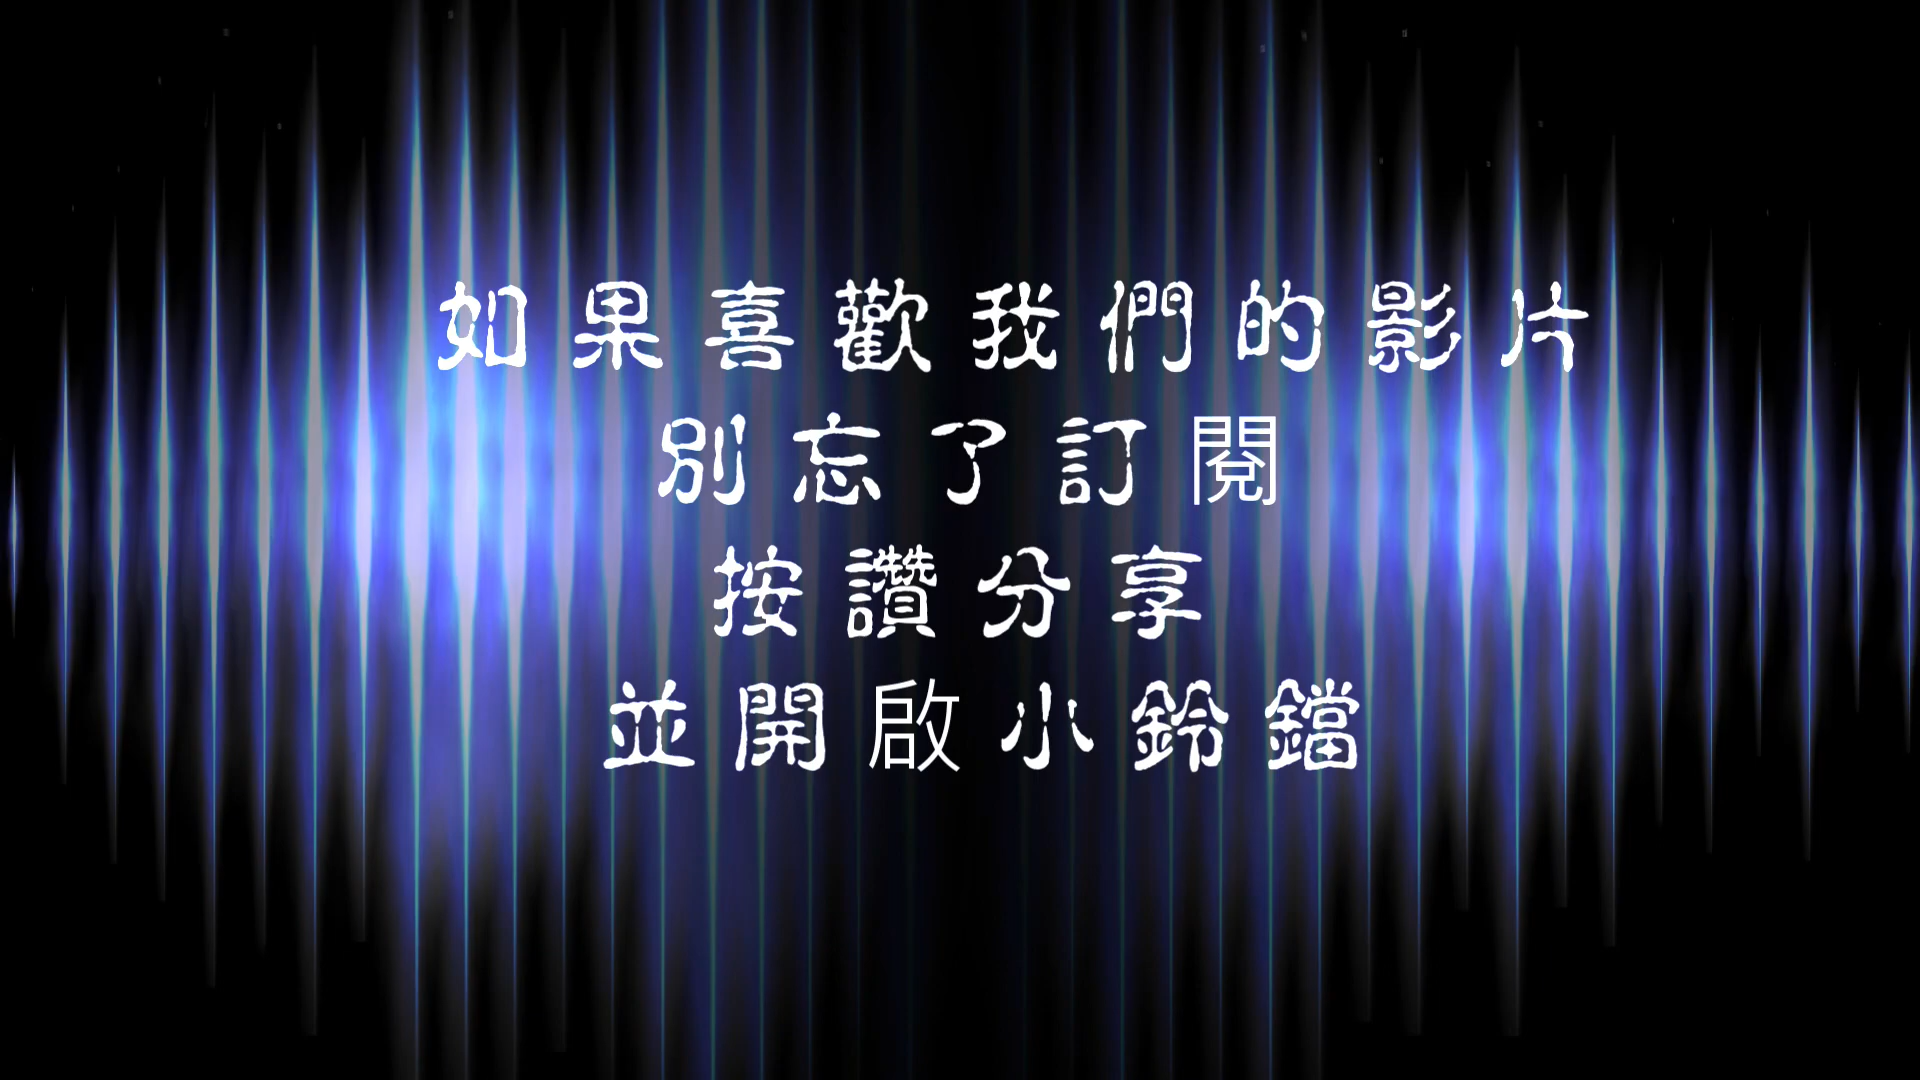 如果喜歡我們的影片
別忘了訂閱
按讚分享
並開啟小鈴鐺